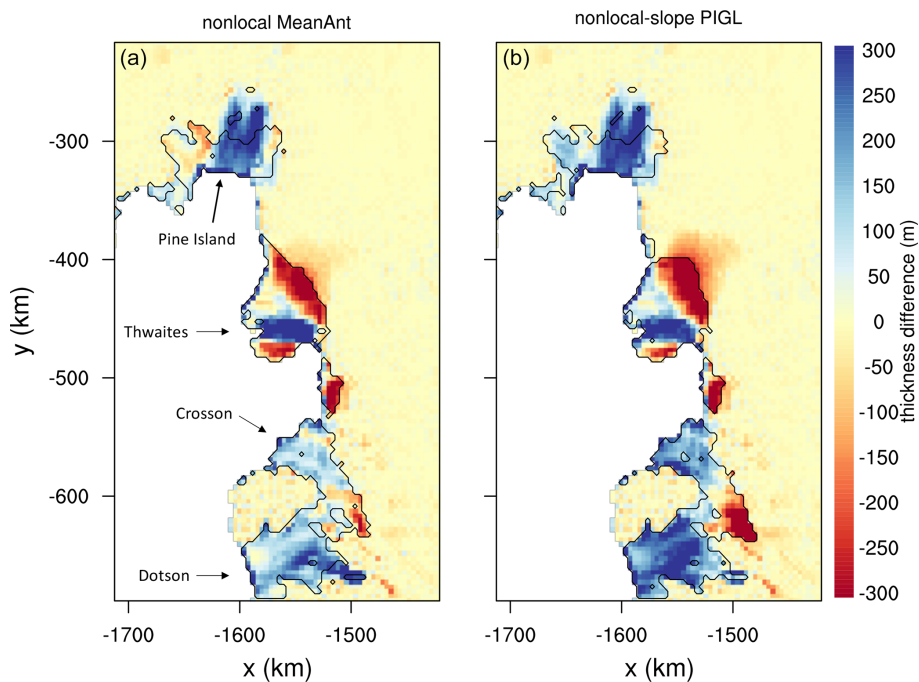 nonlocal MeanAnt
nonlocal-slope PIGL
(a)
(b)
-300
-400
-500
-600
y (km)
Pine Island
Thwaites
Crosson
Dotson
-1700
-1600
-1500
x (km)
-1700
-1600
-1500
x (km)
300
250
200
150
100
50
0
-50
-100
-150
-200
-250
-300
thickness difference (m)